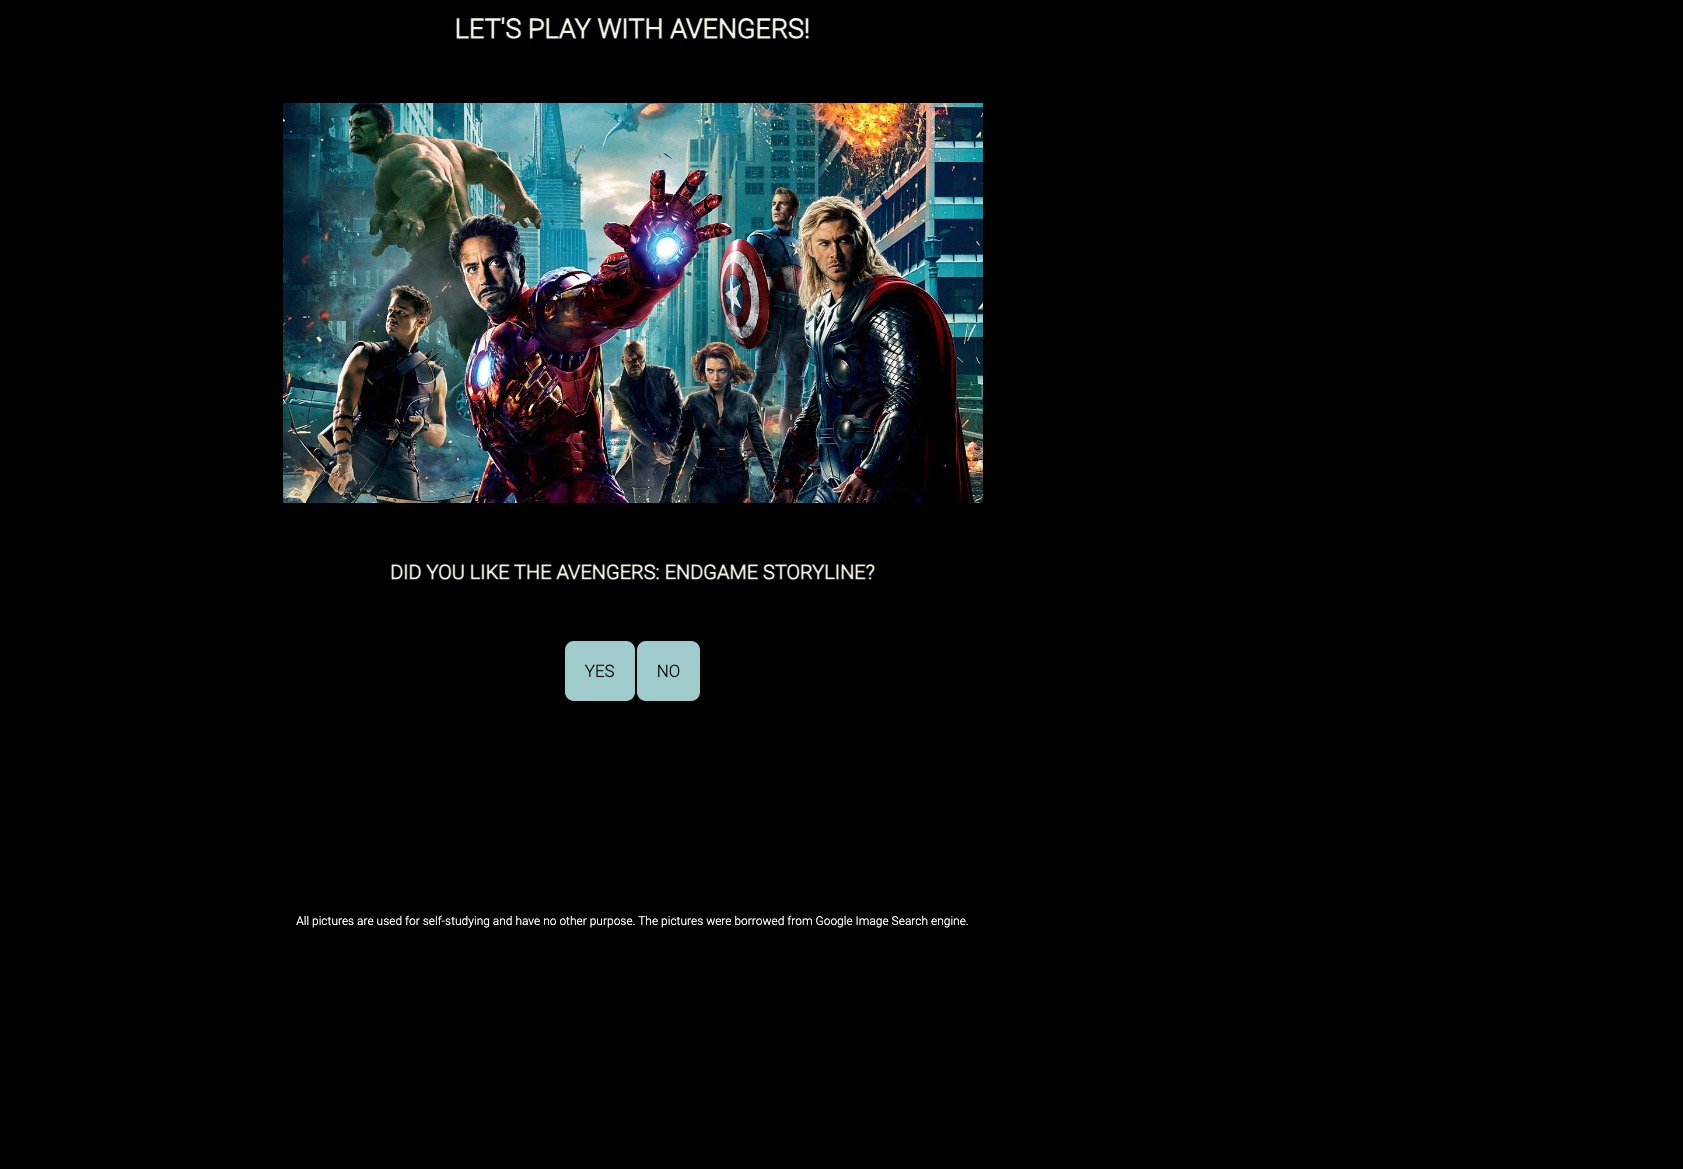 LET'S PLAY WITH AVENGERS!
DID YOU LIKE THE AVENGERS: ENDGAME STORYLINE?
YES
NO
All pictures are used for self-studying and have no other purpose. The pictures were borrowed from Google Image Search engine.